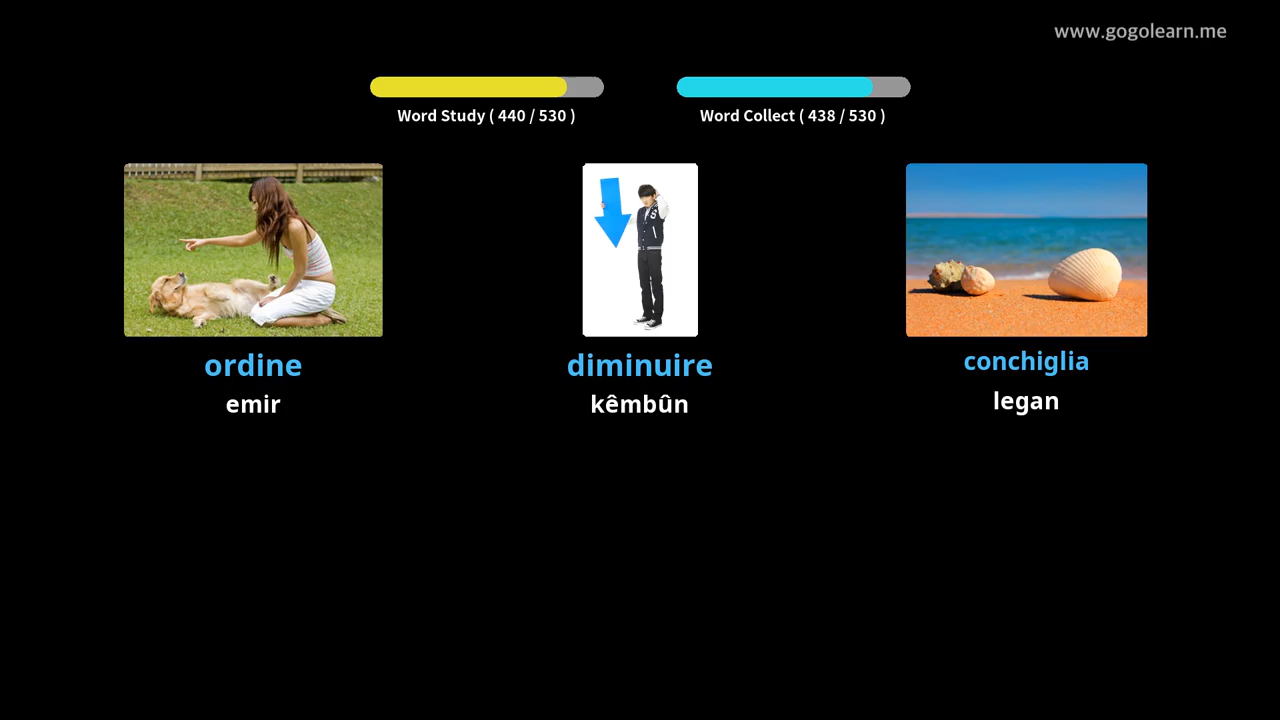 www.gogolearn.me
Word Study ( 440 / 530 )
Word Collect ( 438 / 530 )
ordine
emir
diminuire
kêmbûn
conchiglia
legan